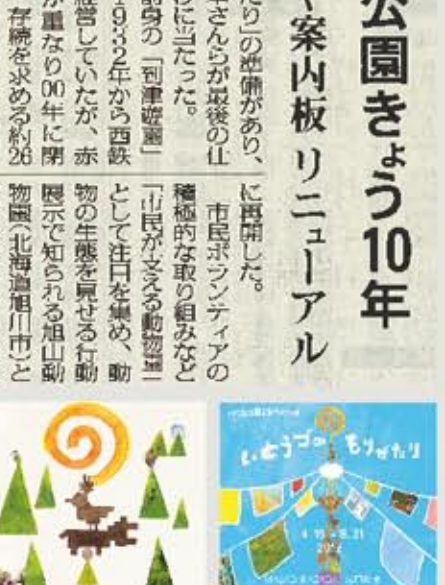 公園きょう10年
案内板リニューアル
たり」の準備があり、
さんらが最後の仕
に当たった。
前身の「到津遊園」
1932年から西鉄
経営していたが、赤
が重なり00年に閉
存続を求める約26
に再開した。
市民ボランティアの
積極的な取り組みなど
「市民が支える動物園」
として注目を集め、動
物の生態を見せる行動
展示で知られる旭山動
物園(北海道旭川市)と
いとうづの もりがたり